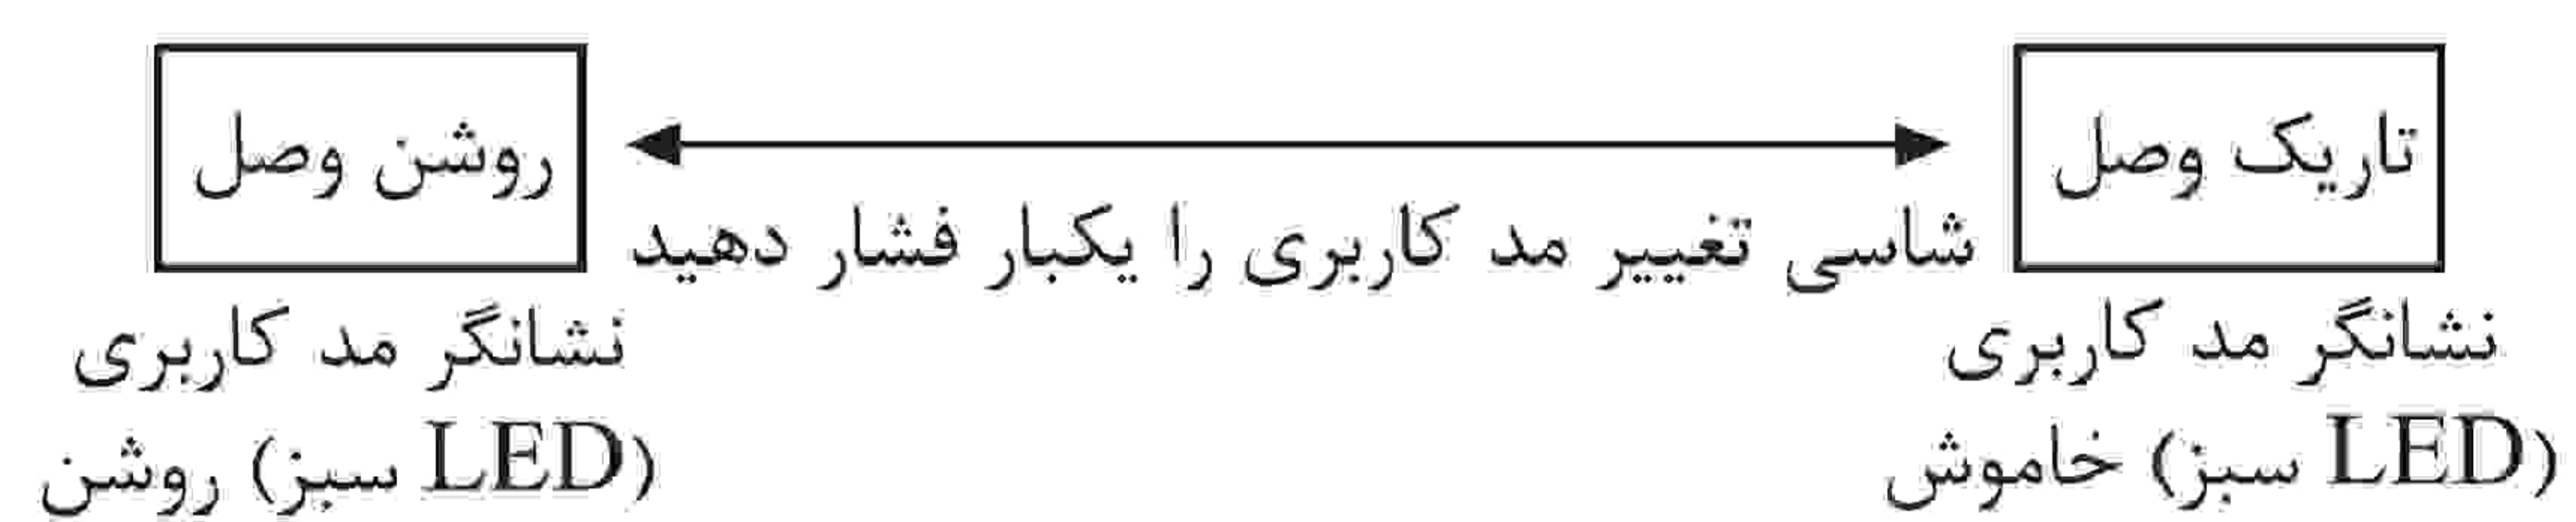 تاریک وصل
روشن وصل
شاسی تغییر مد کاربری را یکبار فشار دهید
نشانگر مد کاربری
(LED سبز) خاموش
نشانگر مد کاربری
(LED سبز) روشن